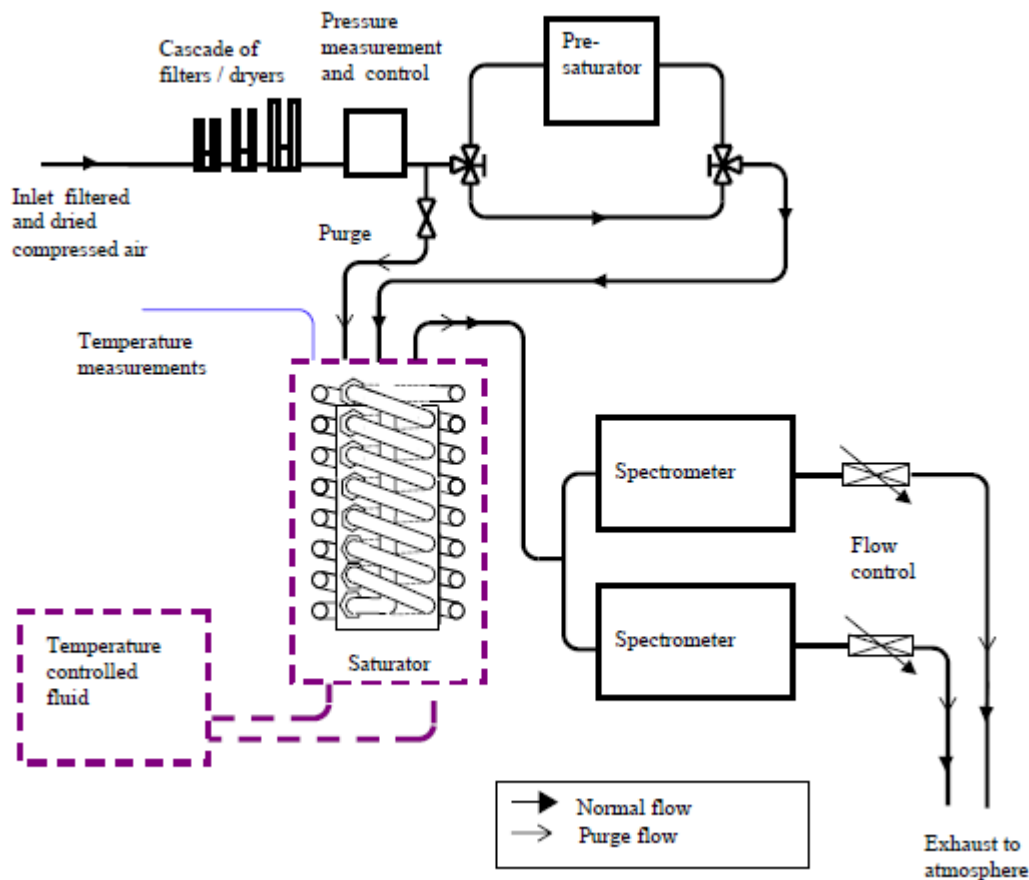 Pressure
measurement
and control
Pre-
saturator
Cascade of
filters / dryers
Inlet filtered
and dried
compressed air
Purge
Temperature
measurements
Spectrometer
Flow
control
Spectrometer
Temperature
controlled
fluid
Saturator
Normal flow
Purge flow
Exhaust to
atmosphere